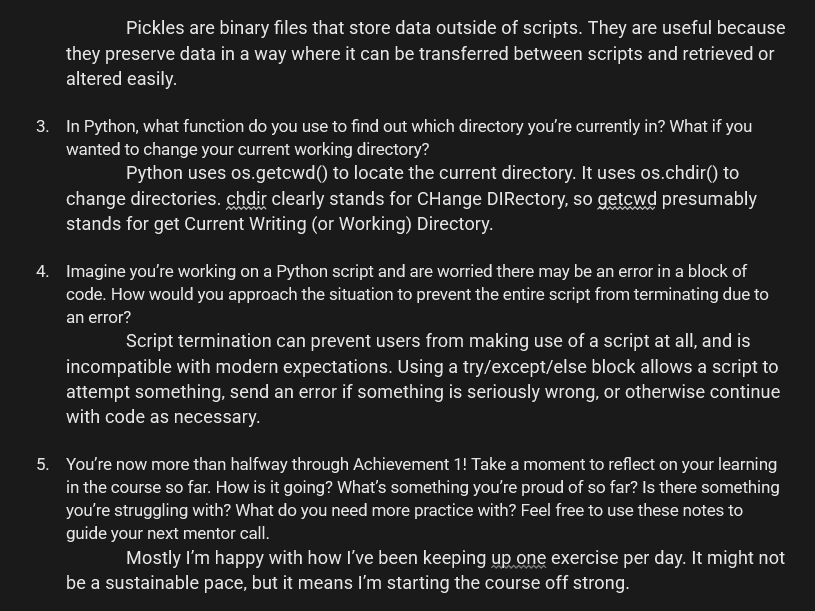 Pickles are binary files that store data outside of scripts. They are useful because
they preserve data in a way where it can be transferred between scripts and retrieved or
altered easily.
3. In Python, what function do you use to find out which directory you're currently in? What if you
wanted to change your current working directory?
Python uses os.getcwd() to locate the current directory. It uses os.chdir() to
change directories. chdir clearly stands for CHange DIRectory, so getcwd presumably
stands for get Current Writing (or Working) Directory.
4. Imagine you're working on a Python script and are worried there may be an error in a block of
code. How would you approach the situation to prevent the entire script from terminating due to
an error?
Script termination can prevent users from making use of a script at all, and is
incompatible with modern expectations. Using a try/except/else block allows a script to
attempt something, send an error if something is seriously wrong, or otherwise continue
with code as necessary.
5. You're now more than halfway through Achievement 1! Take a moment to reflect on your learning
in the course so far. How is it going? What's something you're proud of so far? Is there something
you're struggling with? What do you need more practice with? Feel free to use these notes to
guide your next mentor call.
Mostly I'm happy with how I've been keeping up one exercise per day. It might not
be a sustainable pace, but it means I'm starting the course off strong.